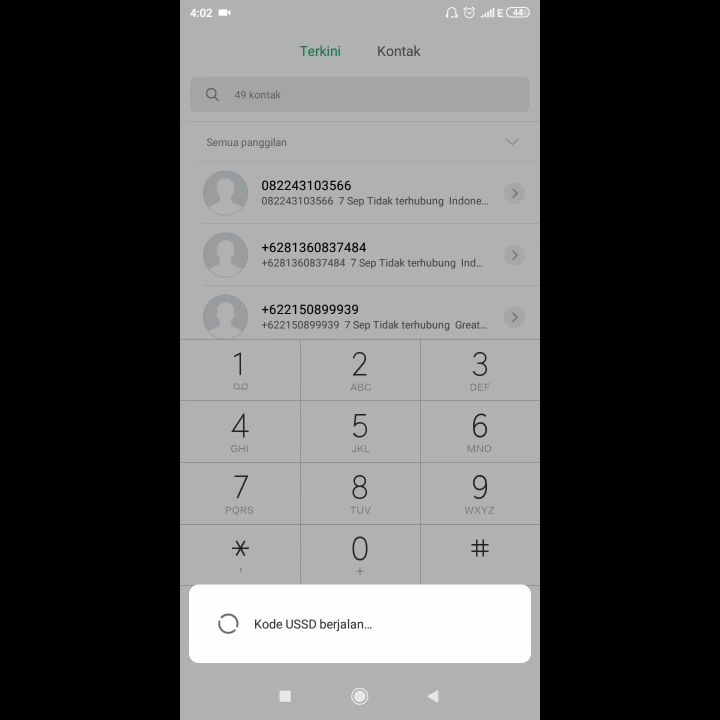 4:02
E 44
Terkini Kontak
49 kontak
Semua panggilan
082243103566
082243103566 7 Sep Tidak terhubung Indone...
+6281360837484
+6281360837484 7 Sep Tidak terhubung Ind...
+622150899939
+622150899939 7 Sep Tidak terhubung Great...
1 2 3
ABC DEF
4 5 6
GHI JKL MNO
7 8 9
PQRS TUV WXYZ
* 0 #
, +
Kode USSD berjalan...